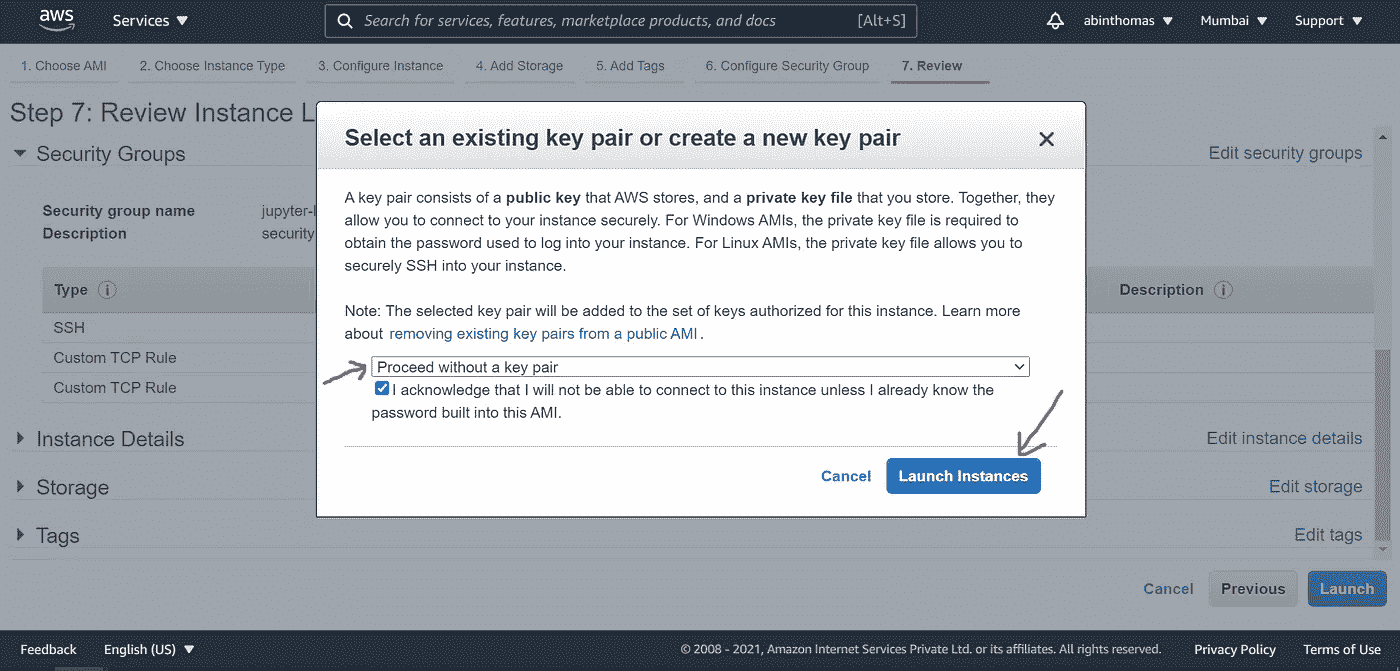 aws Services Search for services, features, marketplace products, and docs [Alt+S] abinthomas Mumbai Support
1. Choose AMI 2. Choose Instance Type 3. Configure Instance 4. Add Storage 5. Add Tags 6. Configure Security Group 7. Review
Step 7: Review Instance L
Security Groups Edit security groups
Security group name jupyter-l
Description security
Type i Description i
SSH
Custom TCP Rule
Custom TCP Rule
Instance Details Edit instance details
Storage Edit storage
Tags Edit tags
Select an existing key pair or create a new key pair
A key pair consists of a public key that AWS stores, and a private key file that you store. Together, they
allow you to connect to your instance securely. For Windows AMIs, the private key file is required to
obtain the password used to log into your instance. For Linux AMIs, the private key file allows you to
securely SSH into your instance.
Note: The selected key pair will be added to the set of keys authorized for this instance. Learn more
about removing existing key pairs from a public AMI.
Proceed without a key pair
I acknowledge that I will not be able to connect to this instance unless I already know the
password built into this AMI.
Cancel Launch Instances
Cancel Previous Launch
Feedback English (US) © 2008 - 2021, Amazon Internet Services Private Ltd. or its affiliates. All rights reserved. Privacy Policy Terms of Use